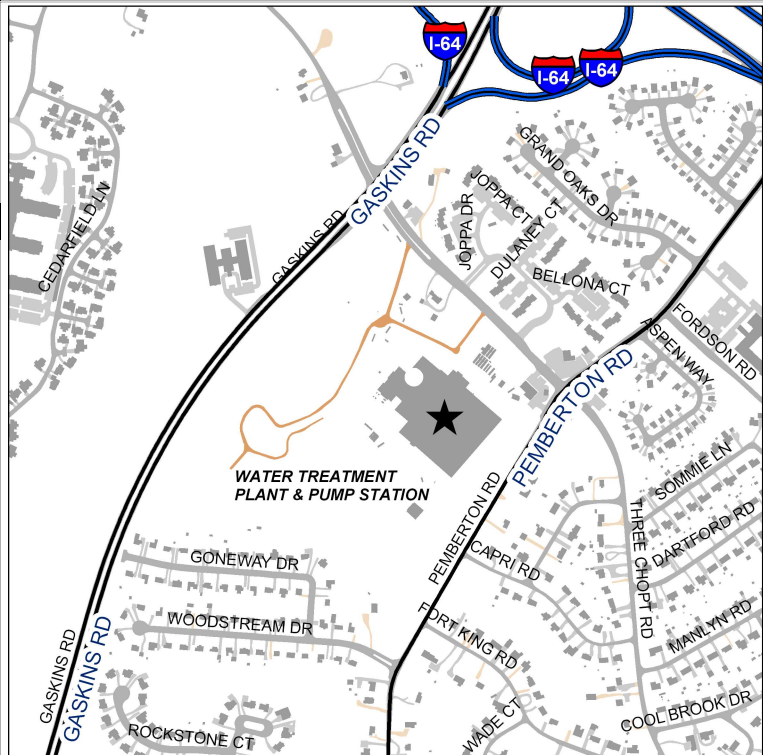 I-64
I-64
I-64
GASKINS RD
GRAND OAKS DR
JOPPA CT
JOPPA DR
DULANEY CT
CEDARFIELD LN
GASKINS RD
BELLONA CT
FORDSON RD
ASPEN WAY
PEMBERTON RD
SOMMIE LN
WATER TREATMENT
PLANT & PUMP STATION
PEMBERTON RD
THREE CHOPT RD
DARTFORD RD
GONEWAY DR
CAPRI RD
WOODSTREAM DR
FORT KING RD
MANLYN RD
GASKINS RD
GASKINS RD
WADE CT
COOL BROOK DR
ROCKSTONE CT